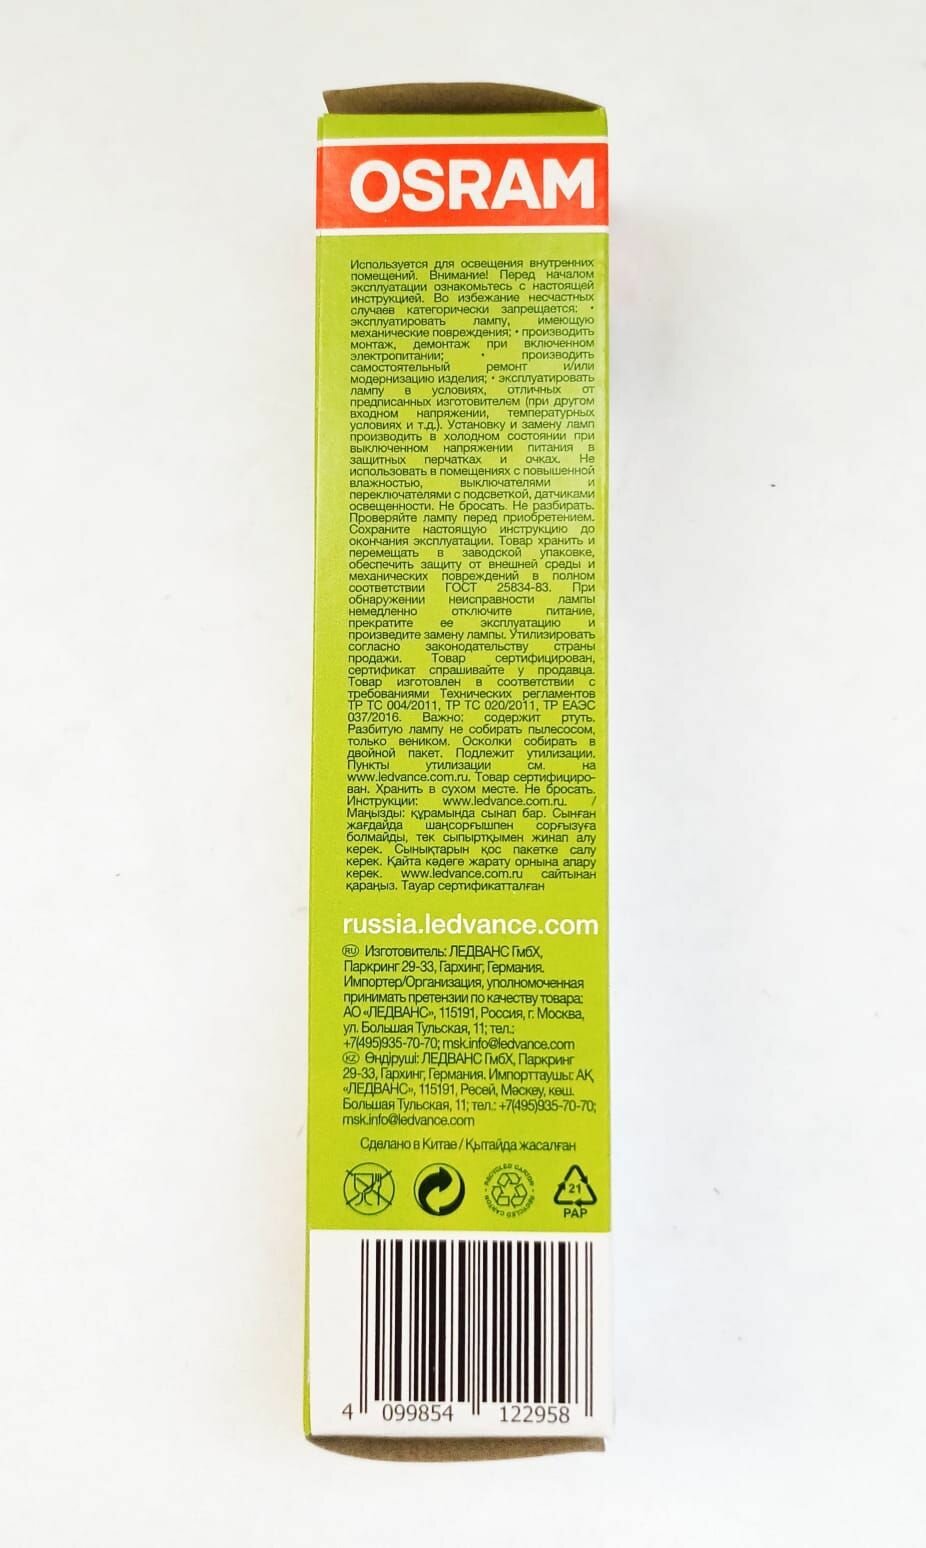 OSRAM
Используется для освещения внутренних
помещений. Внимание! Перед началом
эксплуатации ознакомьтесь с настоящей
инструкцией. Во избежание несчастных
случаев категорически запрещается: •
эксплуатировать лампу, имеющую
механические повреждения; • производить
монтаж, демонтаж при включенном
электропитании; • производить
самостоятельный ремонт и/или
модернизацию изделия; • эксплуатировать
лампу в условиях, отличных от
предписанных изготовителем (при другом
входном напряжении, температурных
условиях и т.д.). Установку и замену ламп
производить в холодном состоянии при
выключенном напряжении питания в
защитных перчатках и очках. Не
использовать в помещениях с повышенной
влажностью, выключателями и
переключателями с подсветкой, датчиками
освещенности. Не бросать. Не разбирать.
Проверяйте лампу перед приобретением.
Сохраните настоящую инструкцию до
окончания эксплуатации. Товар хранить и
перемещать в заводской упаковке,
обеспечить защиту от внешней среды и
механических повреждений в полном
соответствии ГОСТ 25834-83. При
обнаружении неисправности лампы
немедленно отключите питание,
прекратите ее эксплуатацию и
произведите замену лампы. Утилизировать
согласно законодательству страны
продажи. Товар сертифицирован,
сертификат спрашивайте у продавца.
Товар изготовлен в соответствии с
требованиями Технических регламентов
ТР ТС 004/2011, ТР ТС 020/2011, ТР ЕАЭС
037/2016. Важно: содержит ртуть.
Разбитую лампу не собирать пылесосом,
только веником. Осколки собирать в
двойной пакет. Подлежит утилизации.
Пункты утилизации см. на
www.ledvance.com.ru. Товар сертифициро-
ван. Хранить в сухом месте. Не бросать.
Инструкции: www.ledvance.com.ru. /
Маңызды: құрамында сынап бар. Сынған
жағдайда шаңсорғышпен сорғызуға
болмайды, тек сыпыртқымен жинап алу
керек. Сынықтарын қос пакетке салу
керек. Қайта кәдеге жарату орнына апару
керек. www.ledvance.com.ru сайтынан
қараңыз. Тауар сертификатталған
russia.ledvance.com
RU Изготовитель: ЛЕДВАНС ГмбХ,
Паркринг 29-33, Гархинг, Германия.
Импортер/Организация, уполномоченная
принимать претензии по качеству товара:
АО «ЛЕДВАНС», 115191, Россия, г. Москва,
ул. Большая Тульская, 11; тел.:
+7(495)935-70-70; msk.info@ledvance.com
KZ Өндіруші: ЛЕДВАНС ГмбХ, Паркринг
29-33, Гархинг, Германия. Импорттаушы: АҚ
«ЛЕДВАНС», 115191, Ресей, Мәскеу, көш.
Большая Тульская, 11; тел.: +7(495)935-70-70;
msk.info@ledvance.com
Сделано в Китае / Қытайда жасалған
RECYCLED CARTON • RECYCLED CARTON •
21
PAP
4 099854 122958